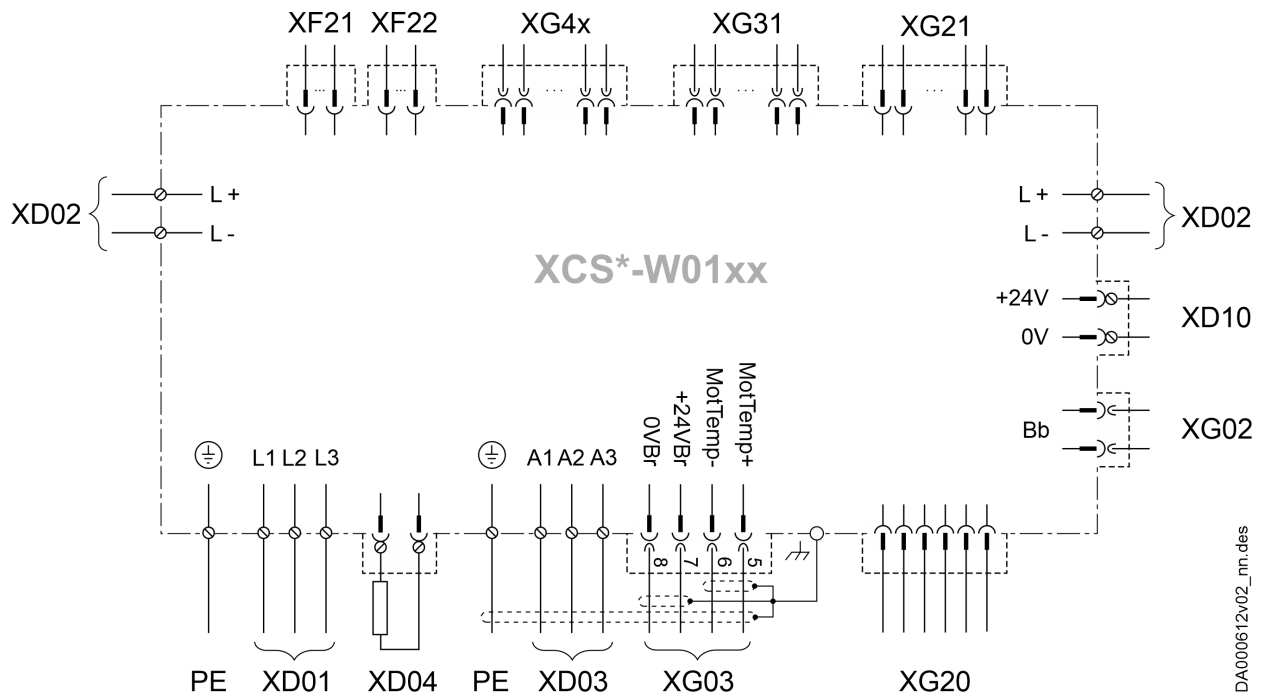 XF21 XF22 XG4x XG31 XG21
... ... ... ... ...
XD02 L + L + XD02
L - L -
XCS*-W01xx
+24V XD10
0V
Bb XG02
0VBr +24VBr MotTemp- MotTemp+
L1 L2 L3 A1 A2 A3
8 7 6 5
PE XD01 XD04 PE XD03 XG03 XG20
DA000612v02_nn.des